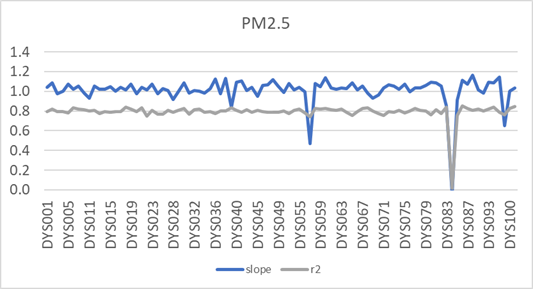 PM2.5
1.4
1.2
1.0
0.8
0.6
0.4
0.2
0.0
DYS001
DYS005
DYS011
DYS015
DYS019
DYS023
DYS028
DYS032
DYS036
DYS040
DYS045
DYS049
DYS055
DYS059
DYS063
DYS067
DYS071
DYS075
DYS079
DYS083
DYS087
DYS093
DYS100
slope
r2